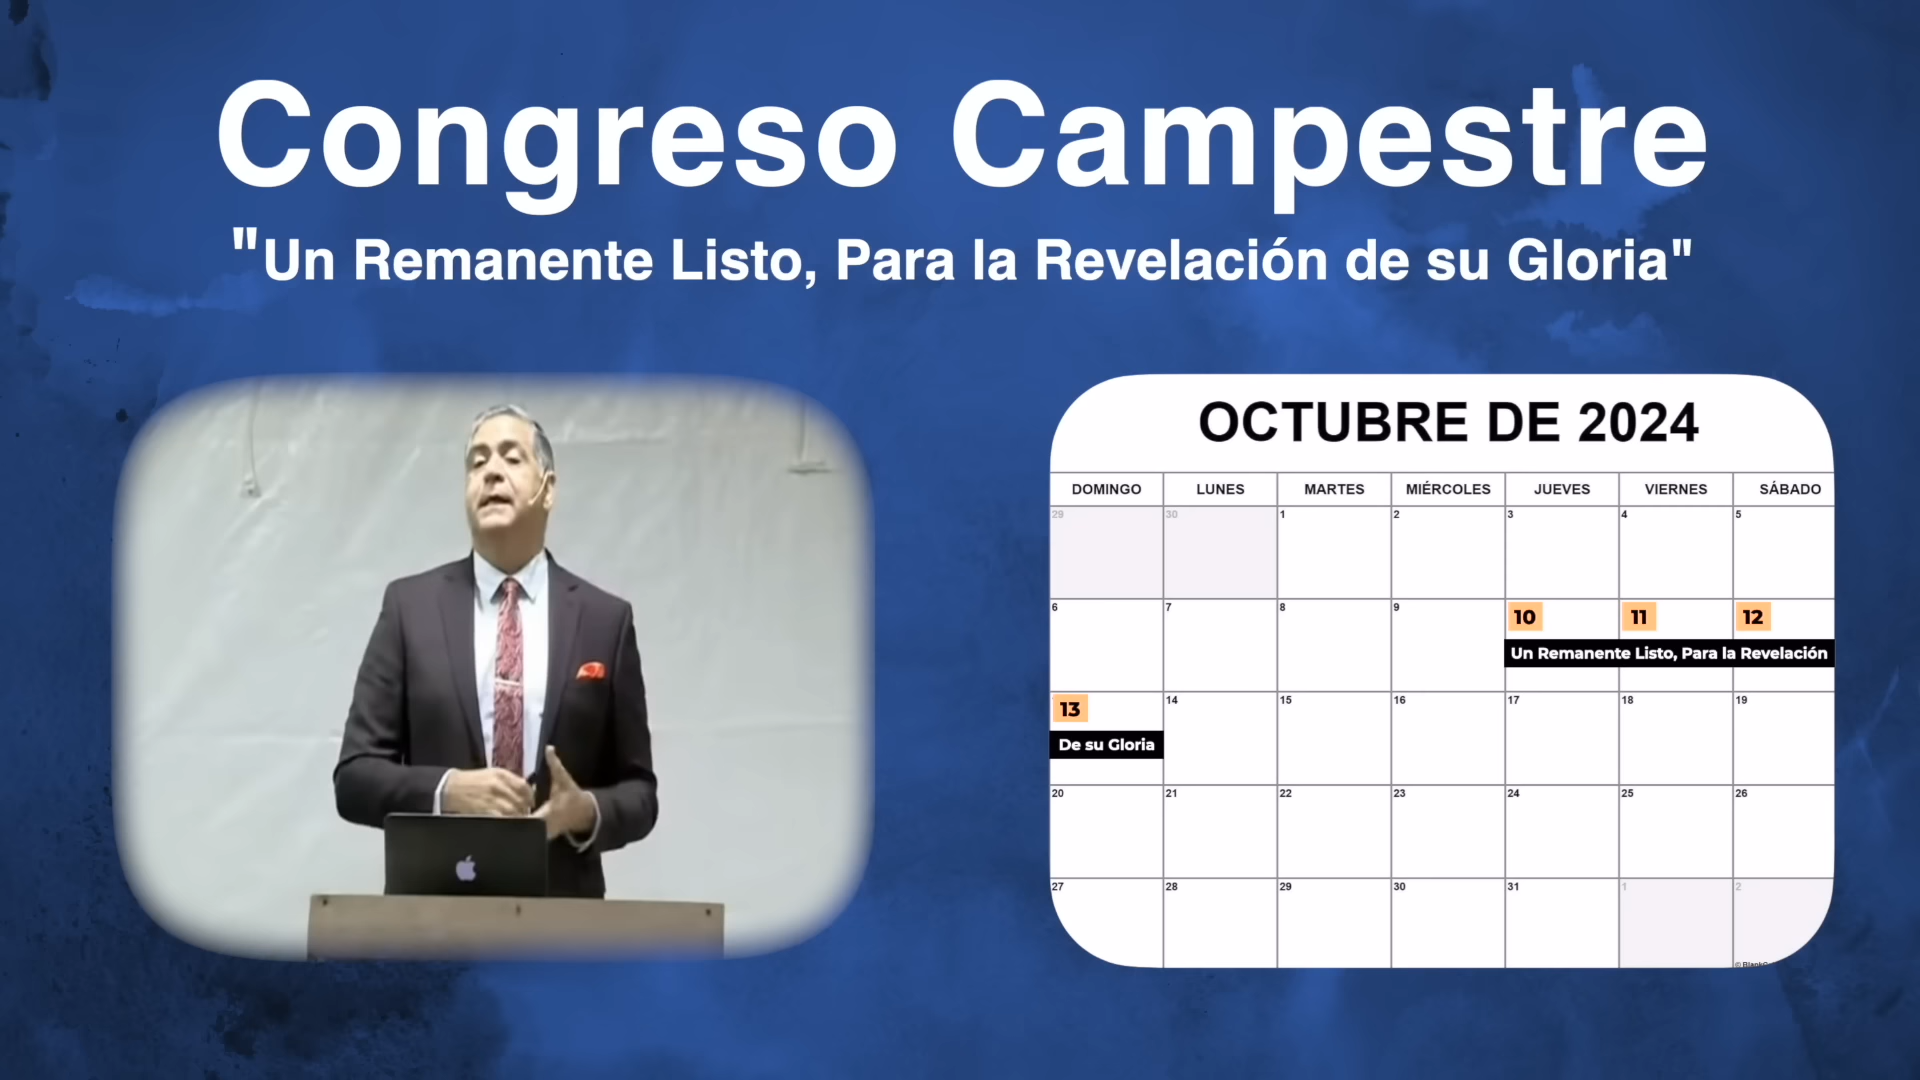 Congreso Campestre
"Un Remanente Listo, Para la Revelación de su Gloria"
OCTUBRE DE 2024
DOMINGO LUNES MARTES MIÉRCOLES JUEVES VIERNES SÁBADO
29 30 1 2 3 4 5
6 7 8 9 10 11 12
Un Remanente Listo, Para la Revelación
13 14 15 16 17 18 19
De su Gloria
20 21 22 23 24 25 26
27 28 29 30 31 1 2